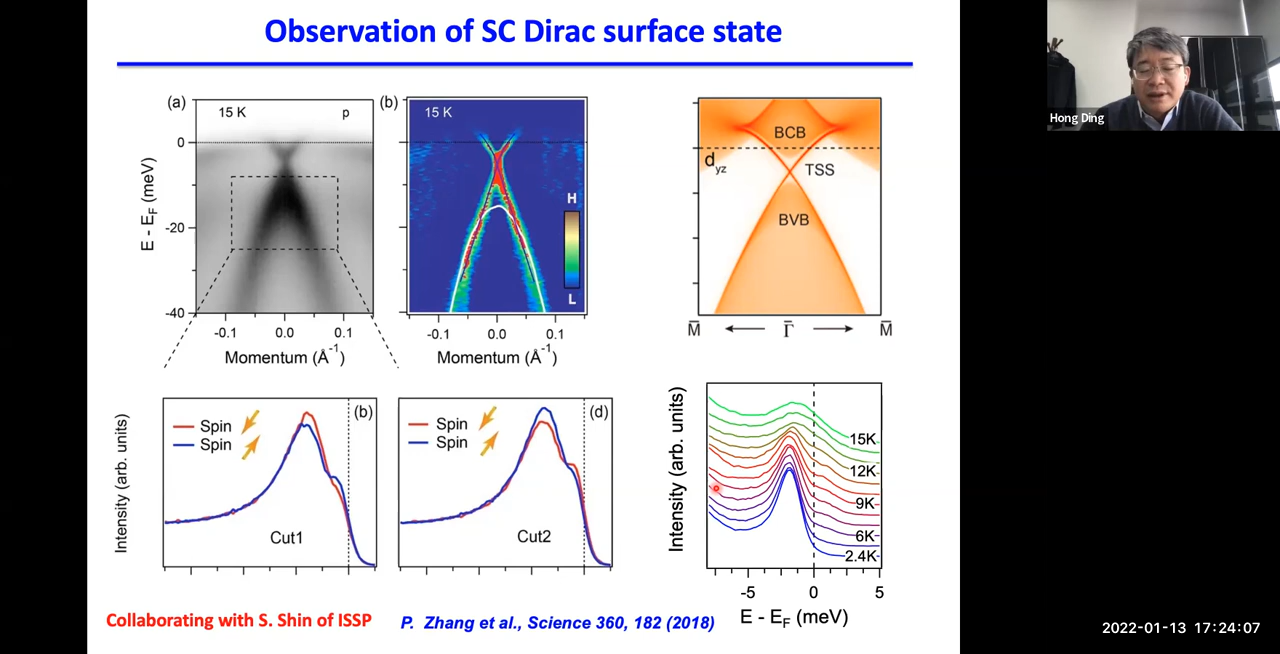 Observation of SC Dirac surface state
(a)
15 K
p
0
-20
-40
E - E_F (meV)
-0.1
0.0
0.1
Momentum (Å⁻¹)
(b)
15 K
H
L
-0.1
0.0
0.1
Momentum (Å⁻¹)
BCB
d_yz
TSS
BVB
M̄
Γ̄
M̄
Intensity (arb. units)
Spin
Spin
(b)
Cut1
Spin
Spin
(d)
Cut2
Intensity (arb. units)
15K
12K
9K
6K
2.4K
-5
0
5
E - E_F (meV)
Collaborating with S. Shin of ISSP
P. Zhang et al., Science 360, 182 (2018)
Hong Ding
2022-01-13 17:24:07